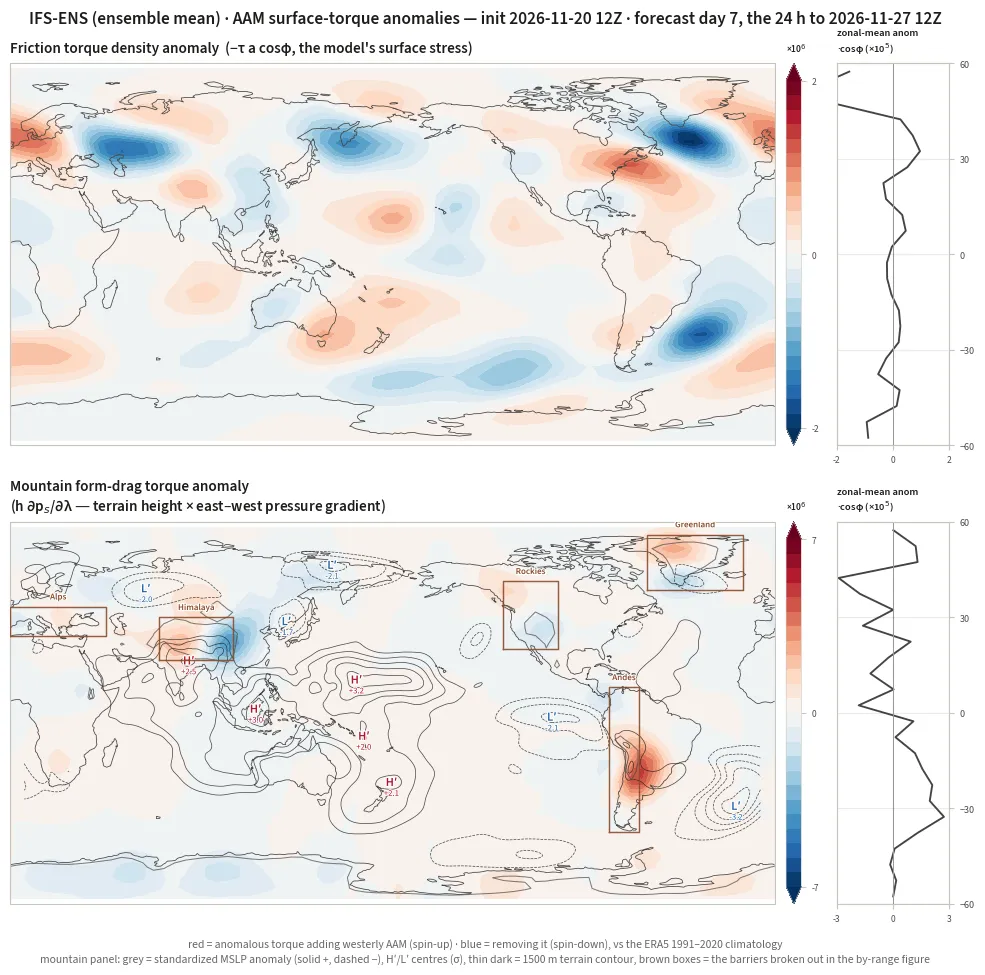 IFS-ENS (ensemble mean) · AAM surface-torque anomalies — init 2026-11-20 12Z · forecast day 7, the 24 h to 2026-11-27 12Z
Friction torque density anomaly (−τ a cosϕ, the model's surface stress)
×10⁶
zonal-mean anom
·cosϕ (×10⁵)
2
0
-2
60
30
0
−30
−60
-2
0
2
Mountain form-drag torque anomaly
(h ∂pₛ/∂λ — terrain height × east–west pressure gradient)
×10⁶
zonal-mean anom
·cosϕ (×10⁵)
Greenland
Rockies
Alps
Himalaya
Andes
L'
-2.1
L'
-2.0
L'
-1.7
H'
+2.5
H'
+3.2
H'
+3.0
L'
-2.1
H'
+2.0
H'
+2.1
L'
-3.2
7
0
-7
60
30
0
−30
−60
-3
0
3
red = anomalous torque adding westerly AAM (spin-up) · blue = removing it (spin-down), vs the ERA5 1991–2020 climatology
mountain panel: grey = standardized MSLP anomaly (solid +, dashed −), H′/L′ centres (σ), thin dark = 1500 m terrain contour, brown boxes = the barriers broken out in the by-range figure